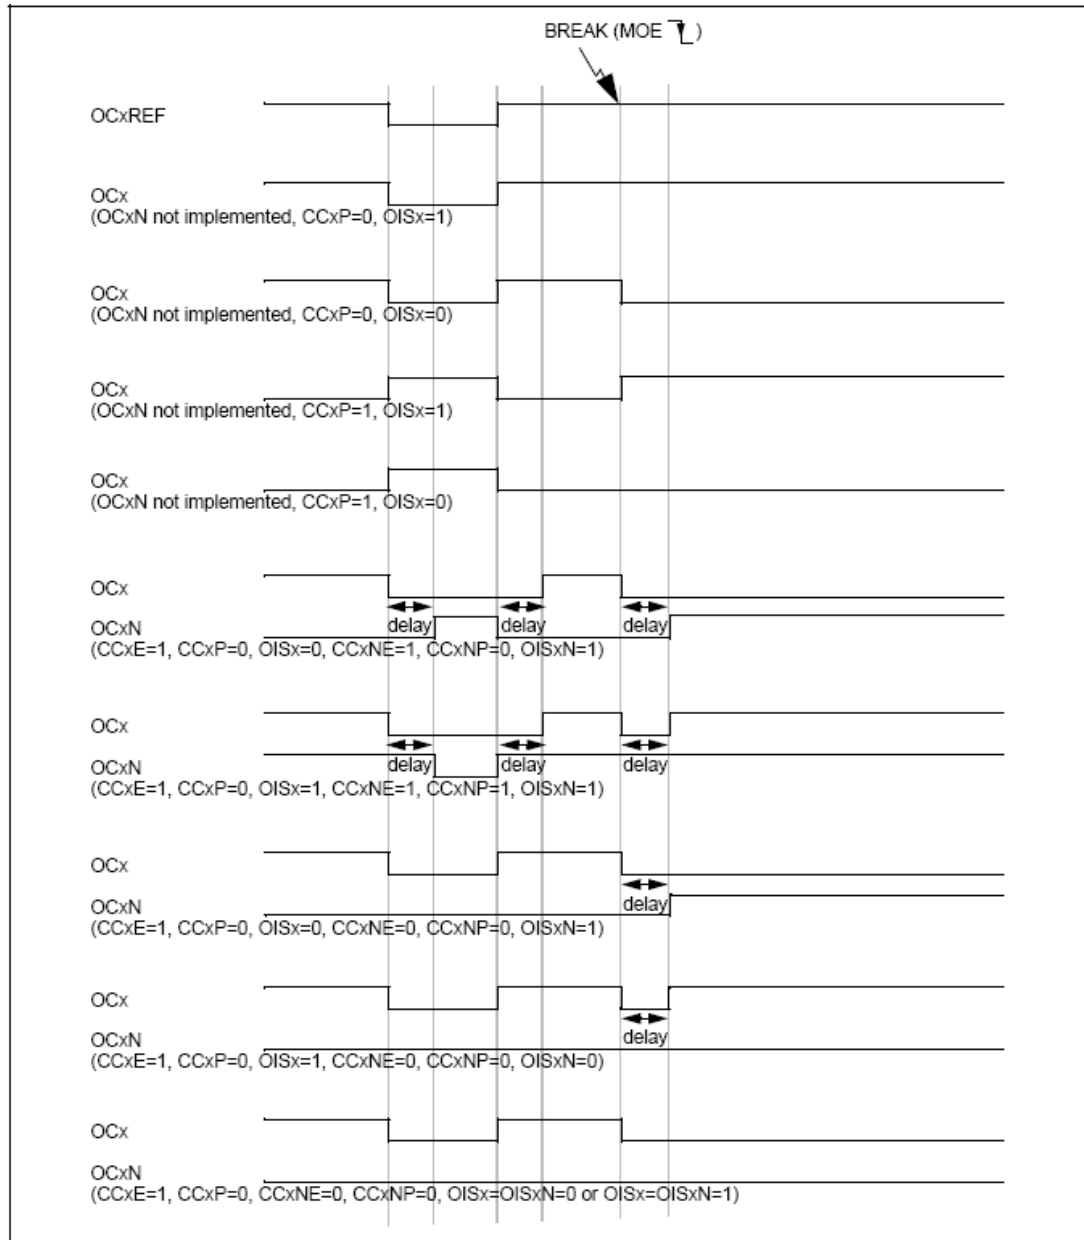 BREAK (MOE )
OCxREF
OCx
(OCxN not implemented, CCxP=0, OISx=1)
OCx
(OCxN not implemented, CCxP=0, OISx=0)
OCx
(OCxN not implemented, CCxP=1, OISx=1)
OCx
(OCxN not implemented, CCxP=1, OISx=0)
OCx
delay delay delay
OCxN
(CCxE=1, CCxP=0, OISx=0, CCxNE=1, CCxNP=0, OISxN=1)
OCx
delay delay delay
OCxN
(CCxE=1, CCxP=0, OISx=1, CCxNE=1, CCxNP=1, OISxN=1)
OCx
delay
OCxN
(CCxE=1, CCxP=0, OISx=0, CCxNE=0, CCxNP=0, OISxN=1)
OCx
delay
OCxN
(CCxE=1, CCxP=0, OISx=1, CCxNE=0, CCxNP=0, OISxN=0)
OCx
OCxN
(CCxE=1, CCxP=0, CCxNE=0, CCxNP=0, OISx=OISxN=0 or OISx=OISxN=1)